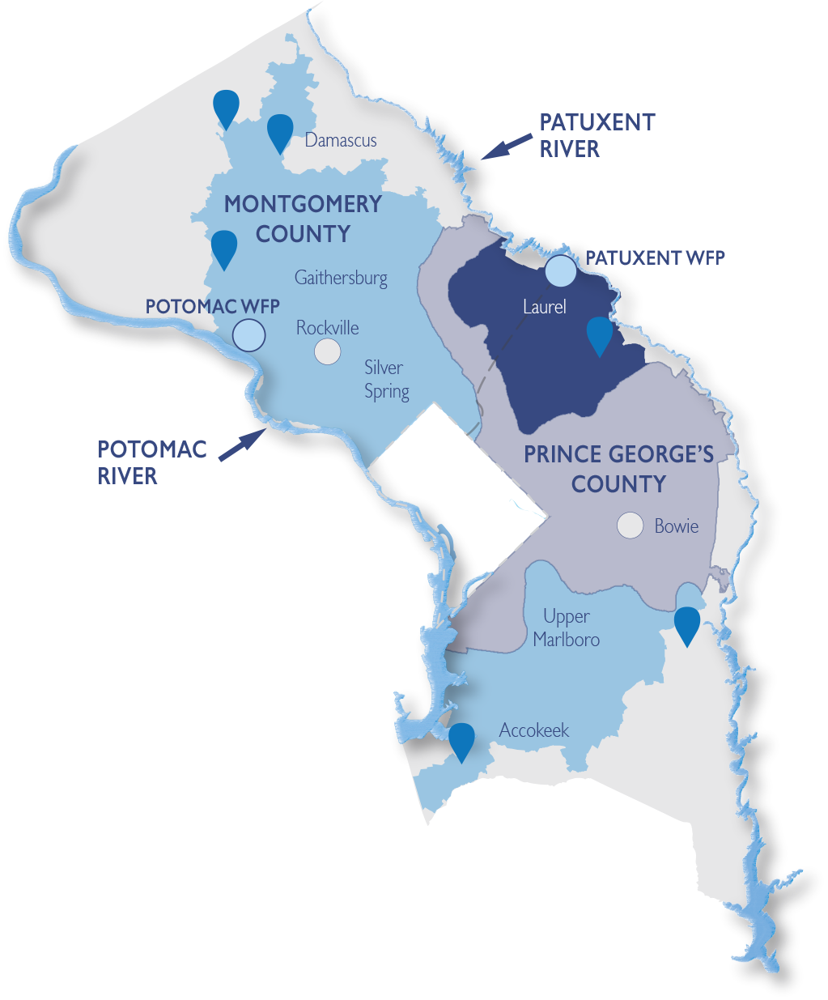 PATUXENT
RIVER
Damascus
MONTGOMERY
COUNTY
PATUXENT WFP
Gaithersburg
POTOMAC WFP
Laurel
Rockville
Silver
Spring
POTOMAC
RIVER
PRINCE GEORGE’S
COUNTY
Bowie
Upper
Marlboro
Accokeek